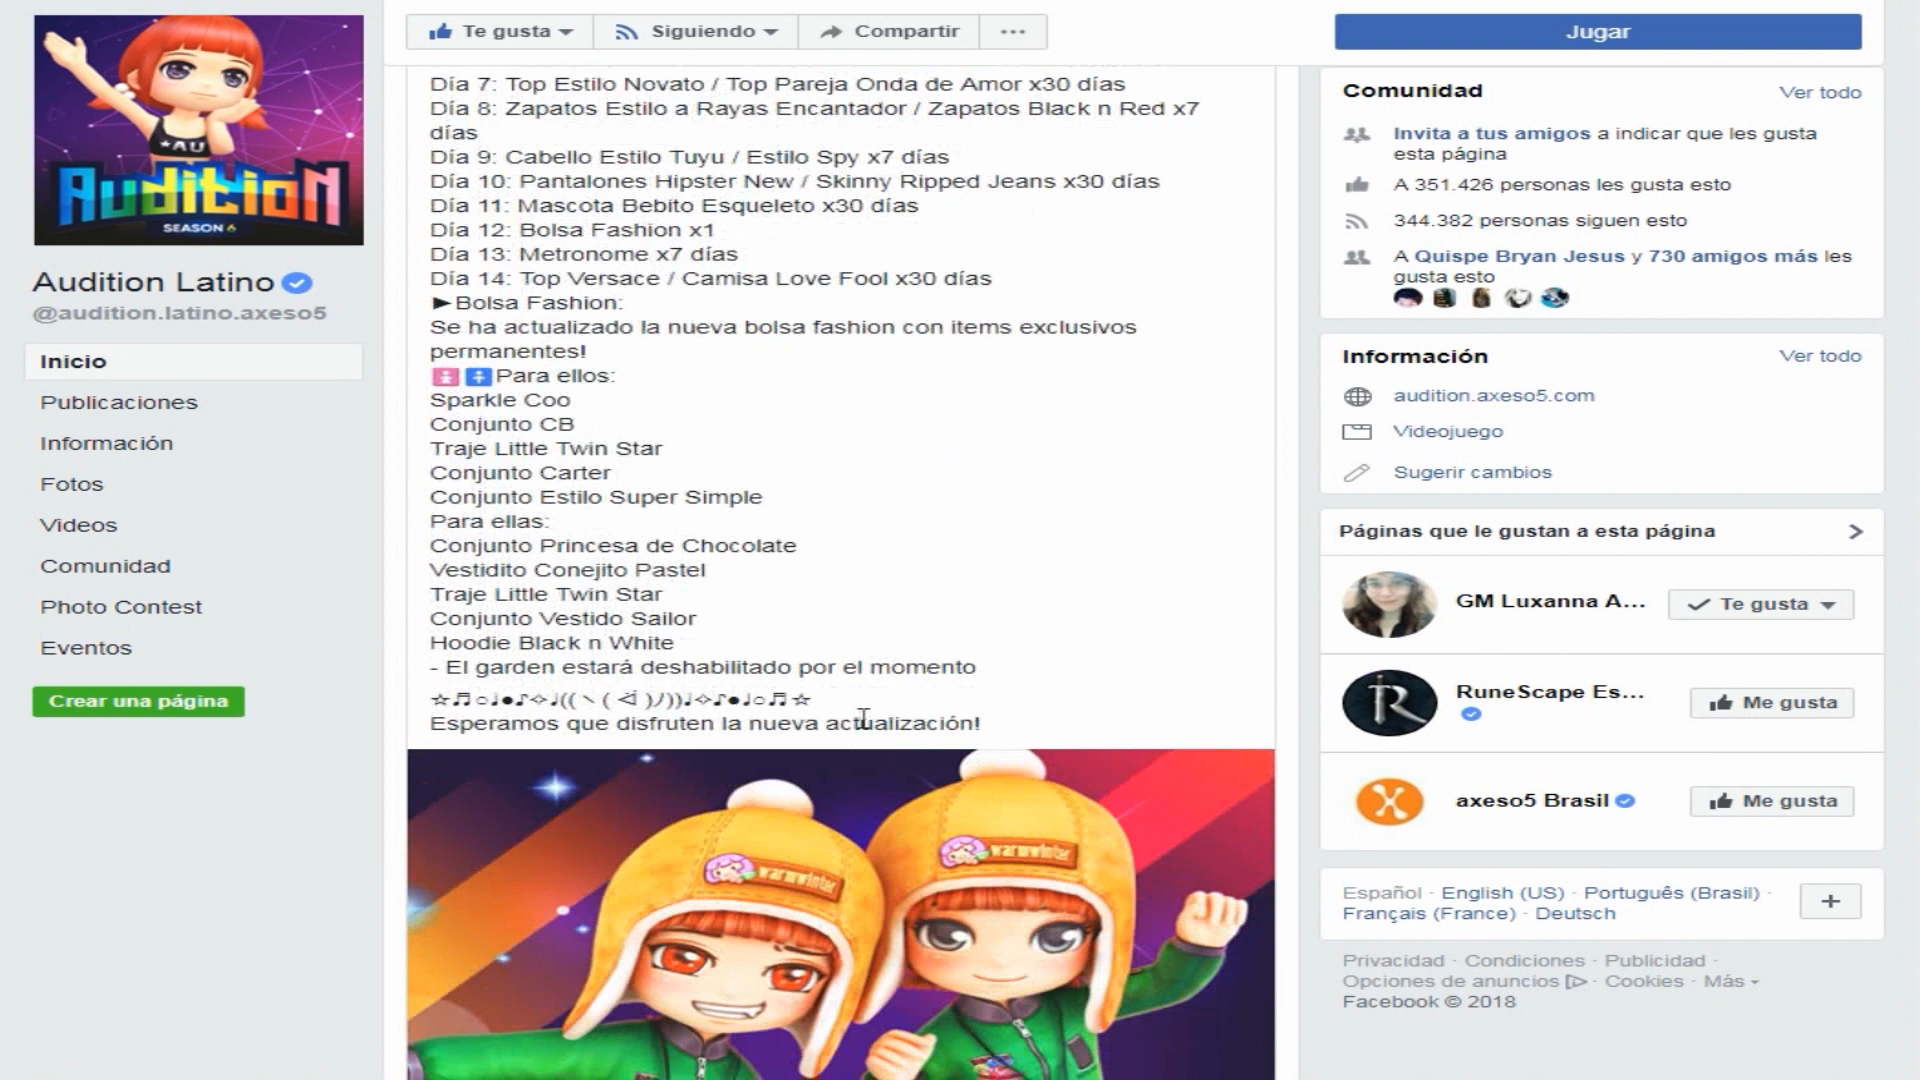 ★AU
AUDITION
SEASON 6
Audition Latino
@audition.latino.axeso5
Inicio
Publicaciones
Información
Fotos
Videos
Comunidad
Photo Contest
Eventos
Crear una página
Te gusta
Siguiendo
Compartir
Jugar
Día 7: Top Estilo Novato / Top Pareja Onda de Amor x30 días
Día 8: Zapatos Estilo a Rayas Encantador / Zapatos Black n Red x7
días
Día 9: Cabello Estilo Tuyu / Estilo Spy x7 días
Día 10: Pantalones Hipster New / Skinny Ripped Jeans x30 días
Día 11: Mascota Bebito Esqueleto x30 días
Día 12: Bolsa Fashion x1
Día 13: Metronome x7 días
Día 14: Top Versace / Camisa Love Fool x30 días
►Bolsa Fashion:
Se ha actualizado la nueva bolsa fashion con items exclusivos
permanentes!
Para ellos:
Sparkle Coo
Conjunto CB
Traje Little Twin Star
Conjunto Carter
Conjunto Estilo Super Simple
Para ellas:
Conjunto Princesa de Chocolate
Vestidito Conejito Pastel
Traje Little Twin Star
Conjunto Vestido Sailor
Hoodie Black n White
- El garden estará deshabilitado por el momento
☆♬○♩●♪✧♩((ヽ( ᐛ )ﾉ))♩✧♪●♩○♬☆
Esperamos que disfruten la nueva actualización!
warmwinter
warmwinter
Comunidad
Ver todo
Invita a tus amigos a indicar que les gusta
esta página
A 351.426 personas les gusta esto
344.382 personas siguen esto
A Quispe Bryan Jesus y 730 amigos más les
gusta esto
Información
Ver todo
audition.axeso5.com
Videojuego
Sugerir cambios
Páginas que le gustan a esta página
GM Luxanna A...
Te gusta
RuneScape Es...
Me gusta
axeso5 Brasil
Me gusta
Español · English (US) · Português (Brasil) ·
Français (France) · Deutsch
Privacidad · Condiciones · Publicidad ·
Opciones de anuncios · Cookies · Más
Facebook © 2018